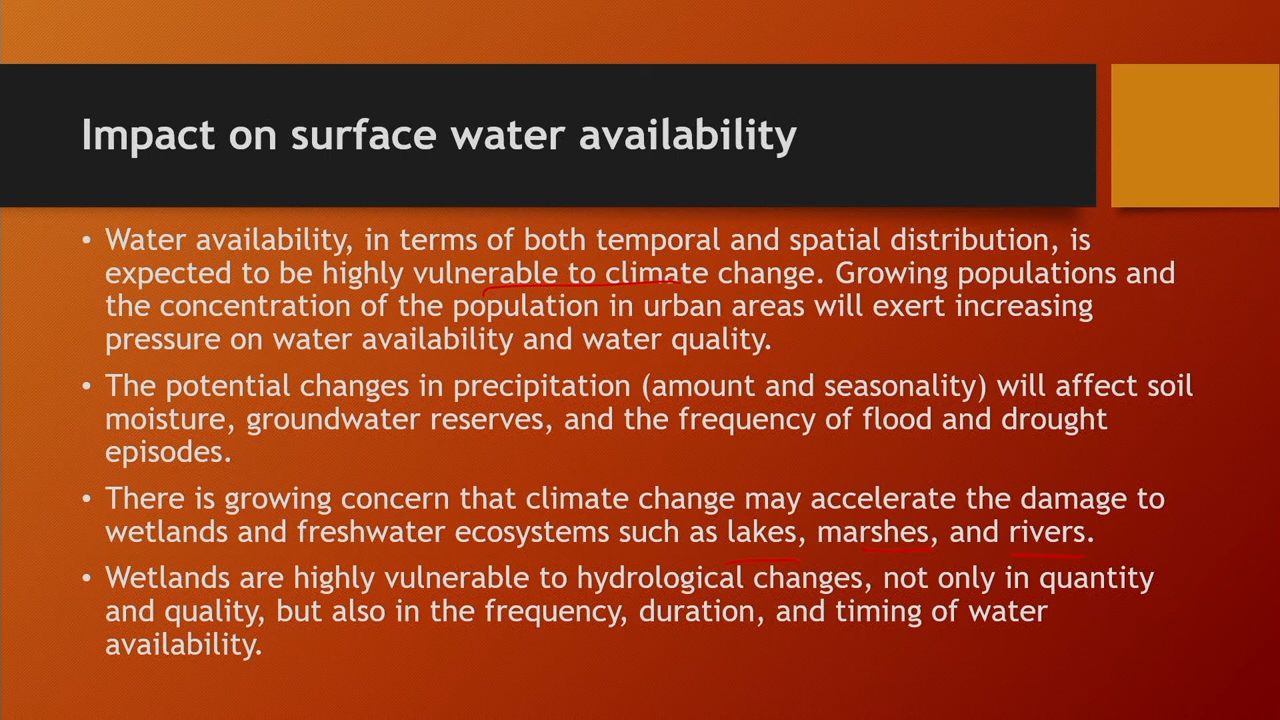 Impact on surface water availability
• Water availability, in terms of both temporal and spatial distribution, is
expected to be highly vulnerable to climate change. Growing populations and
the concentration of the population in urban areas will exert increasing
pressure on water availability and water quality.
• The potential changes in precipitation (amount and seasonality) will affect soil
moisture, groundwater reserves, and the frequency of flood and drought
episodes.
• There is growing concern that climate change may accelerate the damage to
wetlands and freshwater ecosystems such as lakes, marshes, and rivers.
• Wetlands are highly vulnerable to hydrological changes, not only in quantity
and quality, but also in the frequency, duration, and timing of water
availability.